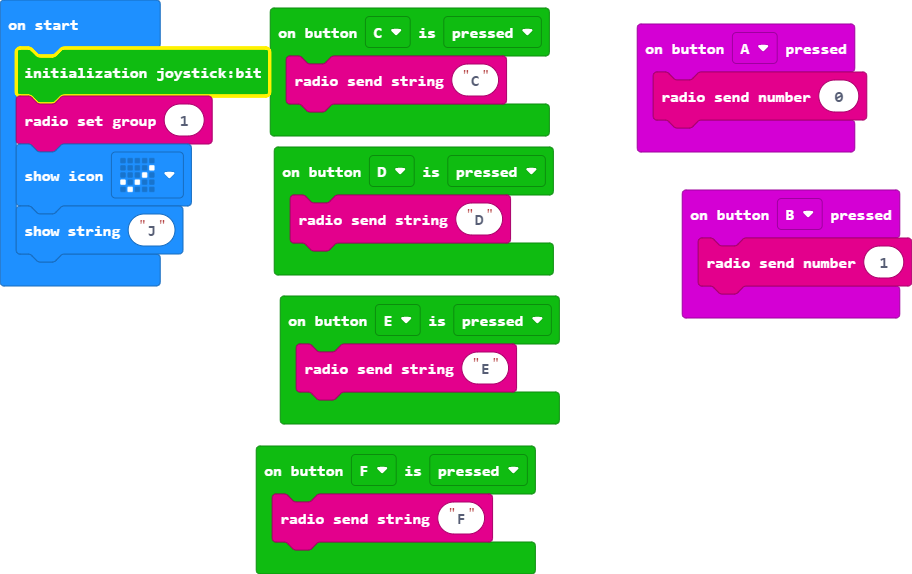 on start
initialization joystick:bit
radio set group 1
show icon
show string "J"
on button C is pressed
radio send string "C"
on button D is pressed
radio send string "D"
on button E is pressed
radio send string "E"
on button F is pressed
radio send string "F"
on button A pressed
radio send number 0
on button B pressed
radio send number 1